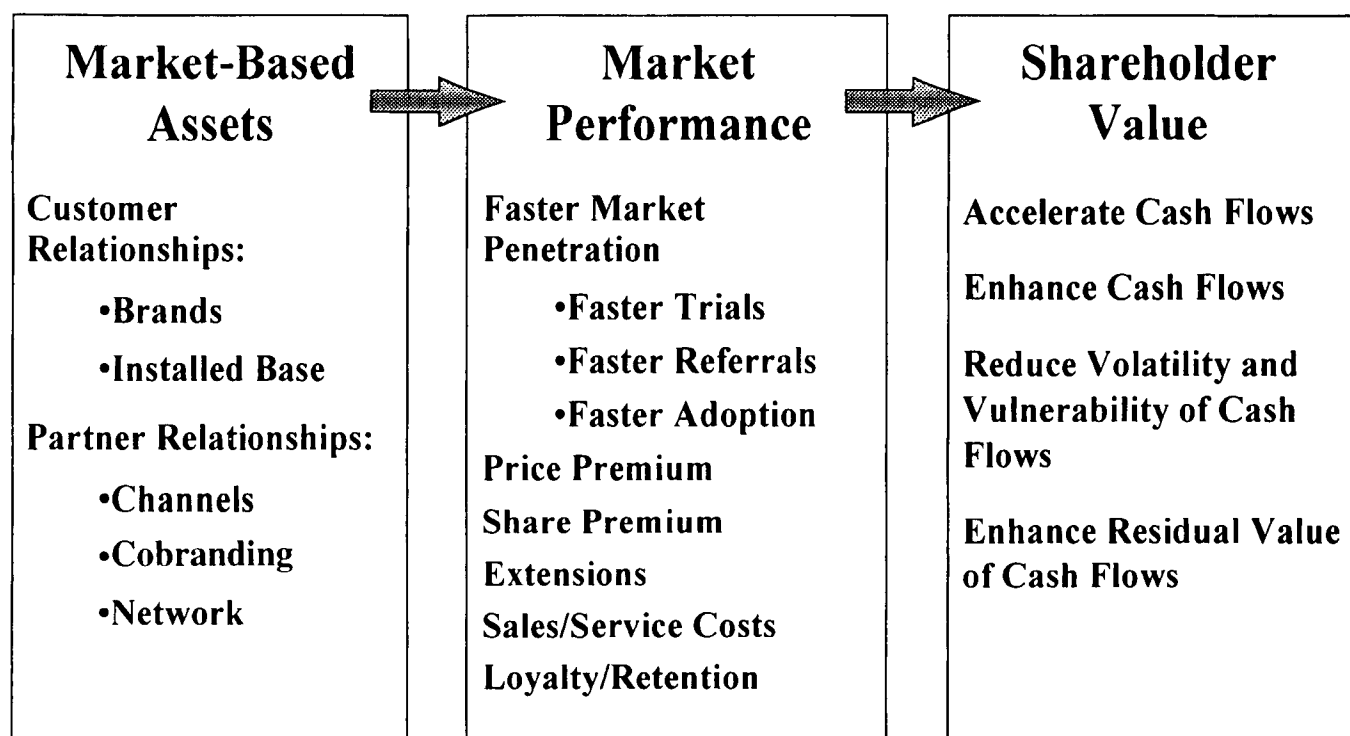 Market-Based
Assets
Customer
Relationships:
•Brands
•Installed Base
Partner Relationships:
•Channels
•Cobranding
•Network
Market
Performance
Faster Market
Penetration
•Faster Trials
•Faster Referrals
•Faster Adoption
Price Premium
Share Premium
Extensions
Sales/Service Costs
Loyalty/Retention
Shareholder
Value
Accelerate Cash Flows
Enhance Cash Flows
Reduce Volatility and
Vulnerability of Cash
Flows
Enhance Residual Value
of Cash Flows